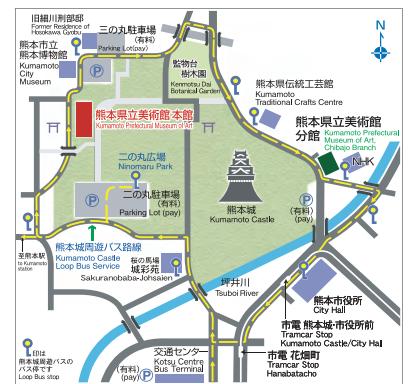 旧細川刑部邸
Former Residence of
Hosokawa Gyobu
三の丸駐車場
(有料)
Parking Lot(pay)
N
熊本市立
熊本博物館
Kumamoto
City
Museum
P
監物台
樹木園
Kenmotsu Dai
Botanical Garden
熊本県伝統工芸館
Kumamoto
Traditional Crafts Centre
熊本県立美術館 本館
Kumamoto Prefectural Museum of Art
熊本県立美術館
分館
Kumamoto Prefectural
Museum of Art,
Chibajo Branch
NHK
二の丸広場
Ninomaru Park
二の丸駐車場
(有料)
Parking Lot (pay)
P
熊本城
Kumamoto Castle
P
(有料)
(pay)
至熊本駅
to Kumamoto
station
熊本城周遊バス路線
Kumamoto Castle
Loop Bus Service
桜の馬場
城彩苑
Sakuranobaba-Johsaien
坪井川
Tsuboi River
熊本市役所
City Hall
市電 熊本城・市役所前
Tramcar Stop
Kumamoto Castle/City Hall
市電 花畑町
Tramcar Stop
Hanabatacho
印は
熊本城周遊バスの
バス停です
Loop Bus stop
交通センター
Kotsu Centre
Bus Terminal
(有料) P
(pay)